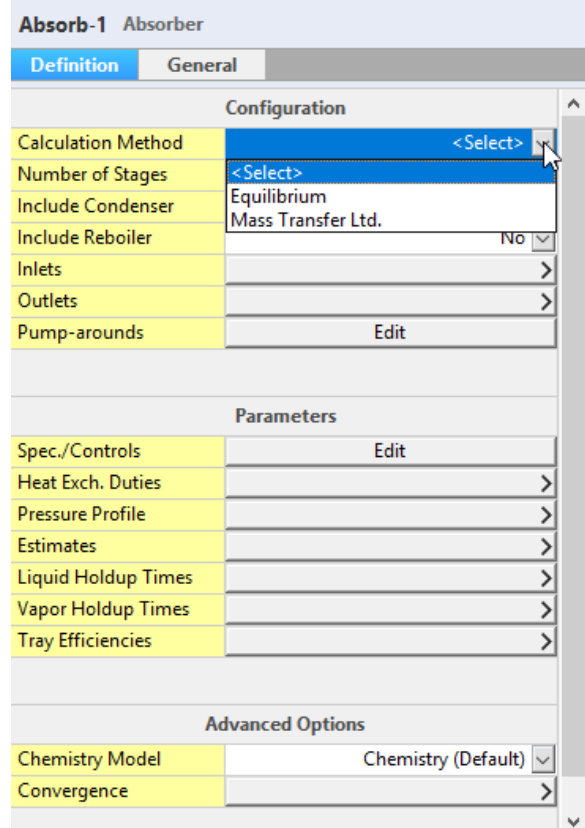 Absorb-1 Absorber
Definition General
Configuration
Calculation Method <Select>
Number of Stages <Select>
Equilibrium
Include Condenser Mass Transfer Ltd.
Include Reboiler No
Inlets
Outlets
Pump-arounds Edit
Parameters
Spec./Controls Edit
Heat Exch. Duties
Pressure Profile
Estimates
Liquid Holdup Times
Vapor Holdup Times
Tray Efficiencies
Advanced Options
Chemistry Model Chemistry (Default)
Convergence